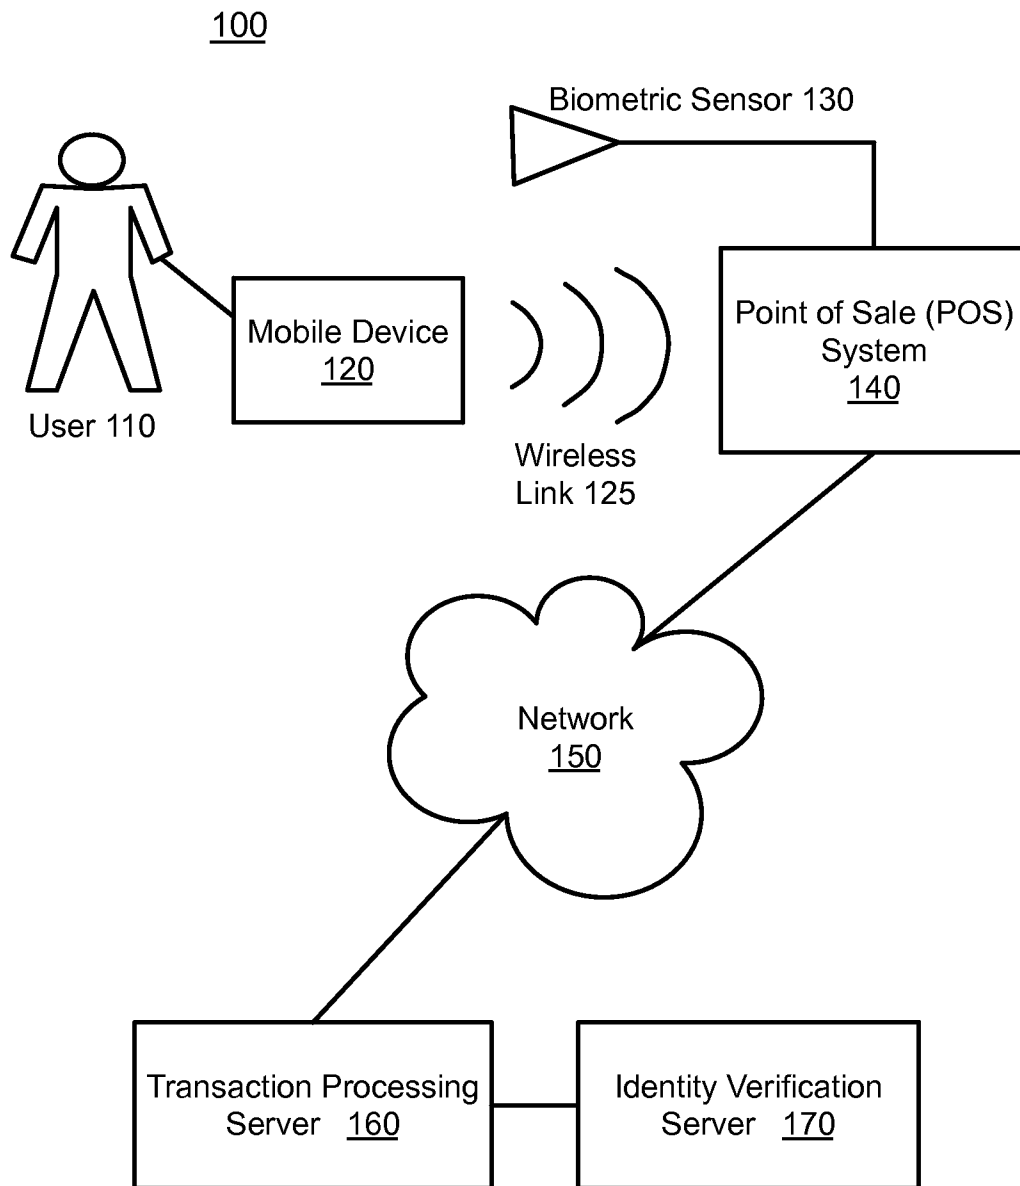 100
Biometric Sensor 130
Mobile Device
120
Point of Sale (POS)
System
140
User 110
Wireless
Link 125
Network
150
Transaction Processing
Server 160
Identity Verification
Server 170